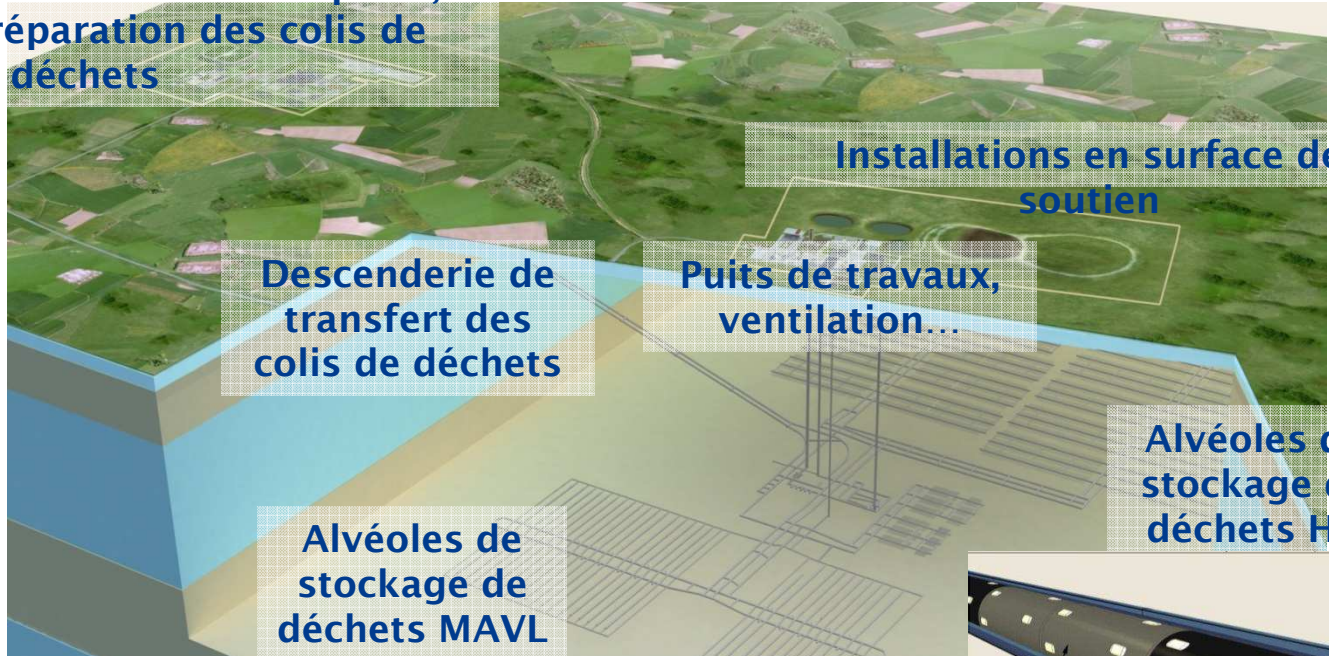 réparation des colis de
déchets
Installations en surface de
soutien
Descenderie de
transfert des
colis de déchets
Puits de travaux,
ventilation…
Alvéoles
stockage
déchets
Alvéoles de
stockage de
déchets MAVL